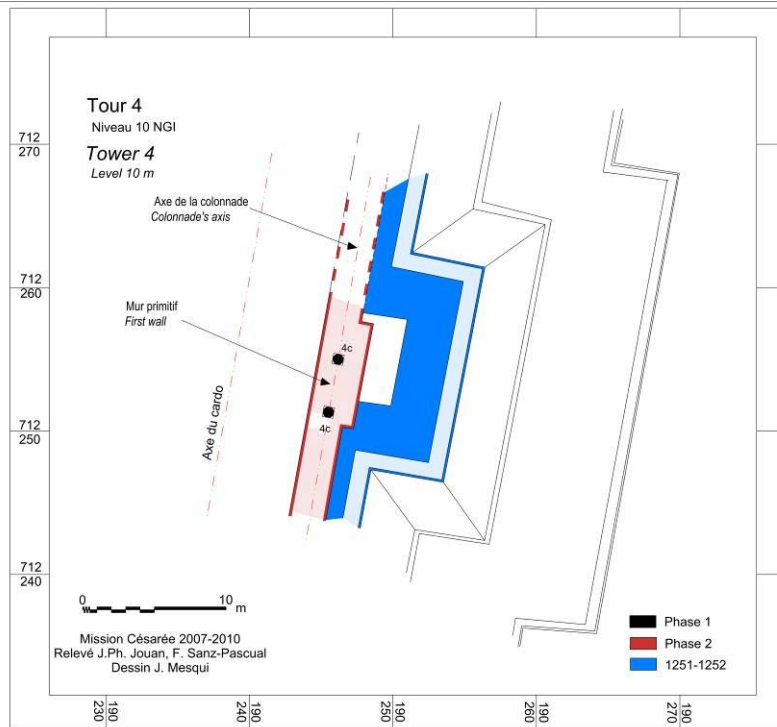 Tour 4
Niveau 10 NGI
Tower 4
Level 10 m
Axe de la colonnade
Colonnade's axis
Mur primitif
First wall
4c
4c
Axe du cardo
712
270
712
260
712
250
712
240
0 10 m
Mission Césarée 2007-2010
Relevé J.Ph. Jouan, F. Sanz-Pascual
Dessin J. Mesqui
Phase 1
Phase 2
1251-1252
230 190
240 190
250 190
260 190
270 190